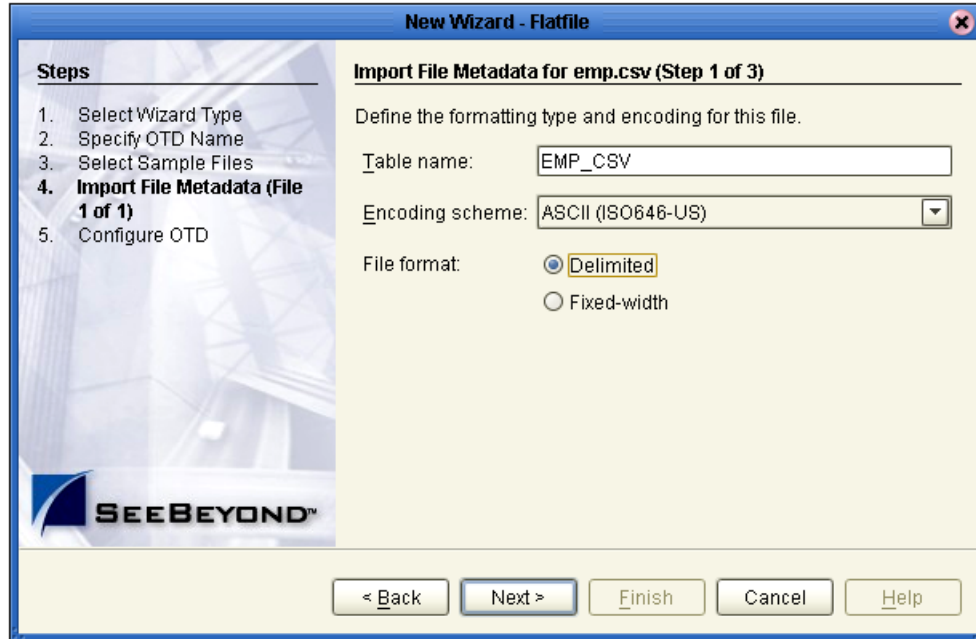 New Wizard - Flatfile
Steps
1. Select Wizard Type
2. Specify OTD Name
3. Select Sample Files
4. Import File Metadata (File
1 of 1)
5. Configure OTD
SEEBEYOND™
Import File Metadata for emp.csv (Step 1 of 3)
Define the formatting type and encoding for this file.
Table name: EMP_CSV
Encoding scheme: ASCII (ISO646-US)
File format: Delimited
Fixed-width
< Back Next > Finish Cancel Help